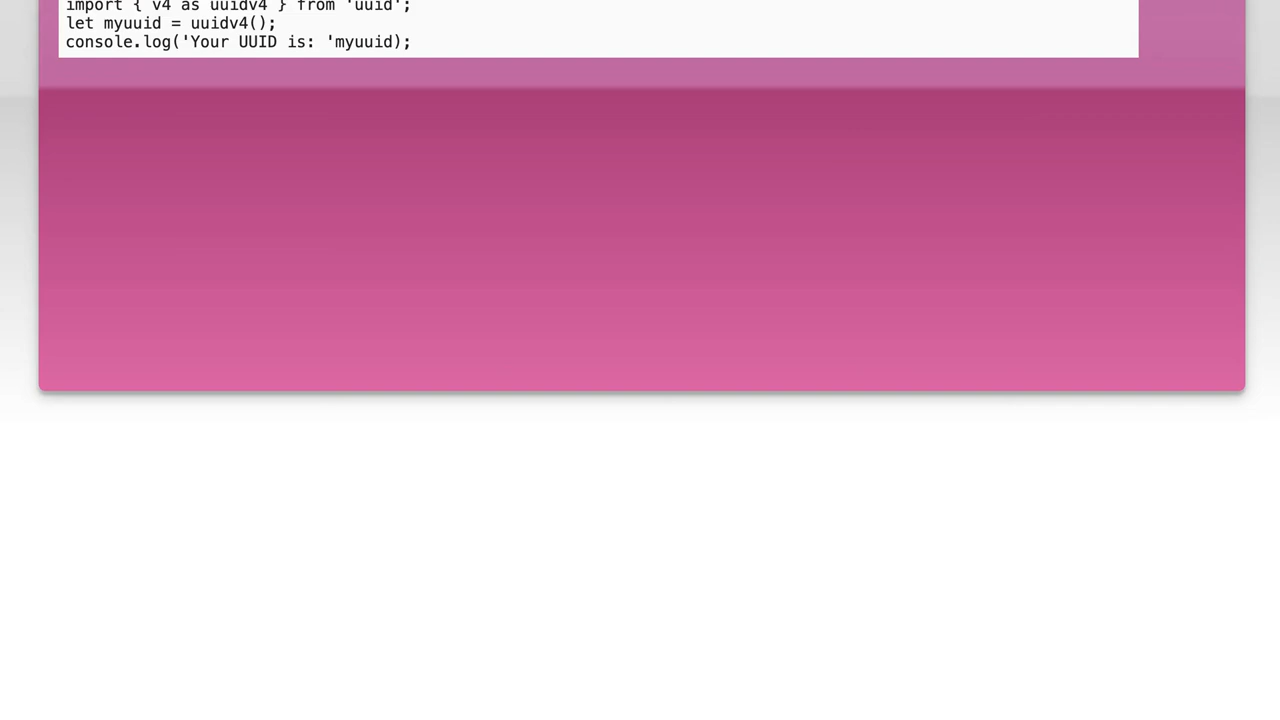 import { v4 as uuidv4 } from 'uuid';
let myuuid = uuidv4();
console.log('Your UUID is: 'myuuid);